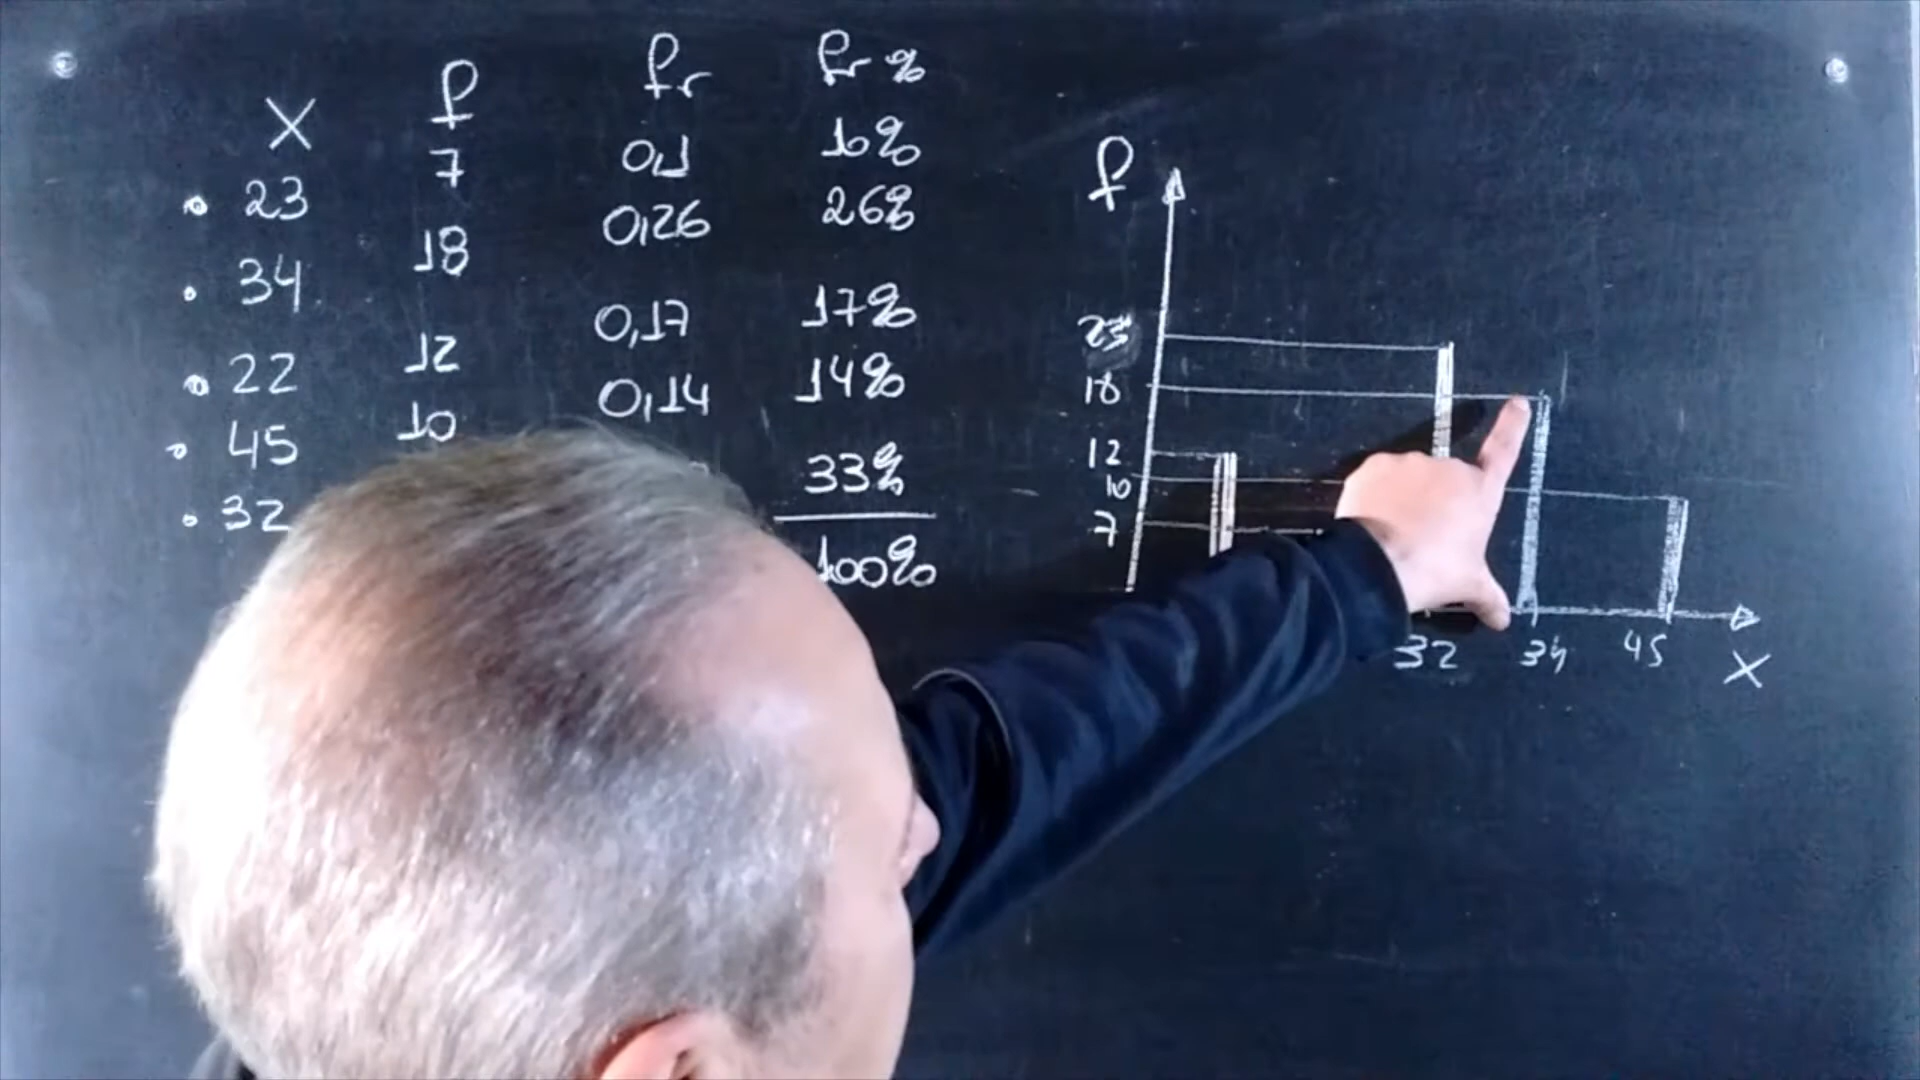 X f fr fr %
23 7 0,1 10%
34 18 0,26 26%
22 12 0,17 17%
45 10 0,14 14%
32 33%
100%
f
23
18
12
10
7
32 34 45 X